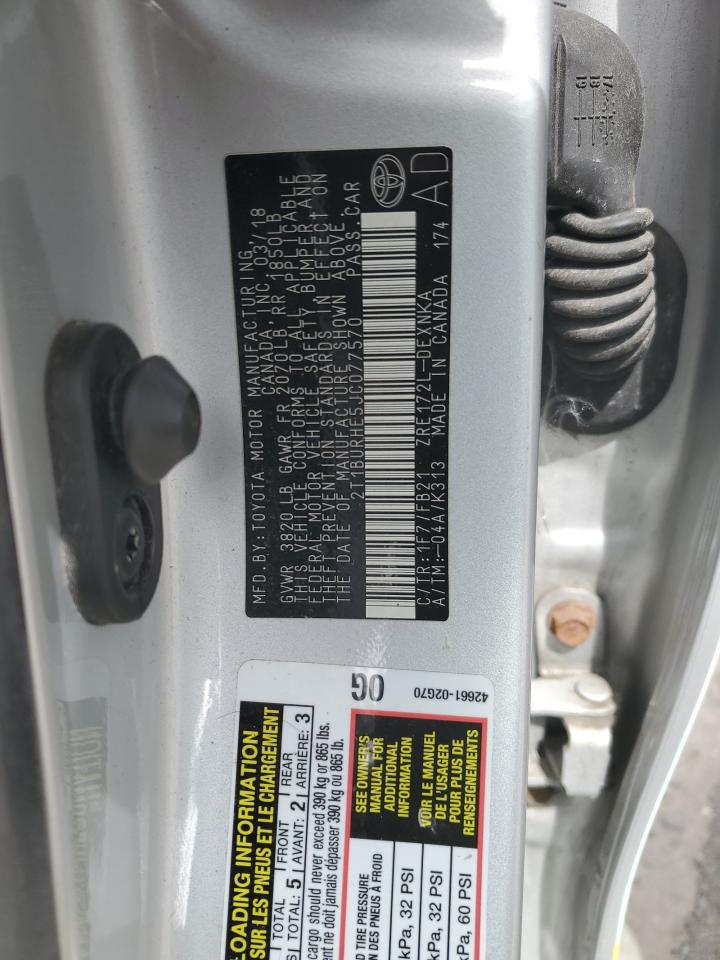 MFD.BY:TOYOTA MOTOR MANUFACTURING
CANADA, INC. 03/18
GVWR 3820LB GAWR FR 2070LB, RR 1850LB
THIS VEHICLE CONFORMS TO ALL APPLICABLE
FEDERAL MOTOR VEHICLE SAFETY, BUMPER, AND
THEFT PREVENTION STANDARDS IN EFFECT ON
THE DATE OF MANUFACTURE SHOWN ABOVE.
2T1BURHE5JC077570 PASS.CAR
C/TR:1F7/FB21 ZRE172L-DEXNKA
A/TM:-04A/K313 MADE IN CANADA 174
AD
LOADING INFORMATION
SUR LES PNEUS ET LE CHARGEMENT
TOTAL FRONT REAR
TOTAL: 5 AVANT: 2 ARRIÈRE: 3
cargo should never exceed 390 kg or 865 lbs.
ment ne doit jamais dépasser 390 kg ou 865 lb.
0G
D TIRE PRESSURE
ON DES PNEUS À FROID
kPa, 32 PSI
kPa, 32 PSI
kPa, 60 PSI
SEE OWNER'S
MANUAL FOR
ADDITIONAL
INFORMATION
VOIR LE MANUEL
DE L'USAGER
POUR PLUS DE
RENSEIGNEMENTS
42661-02G70